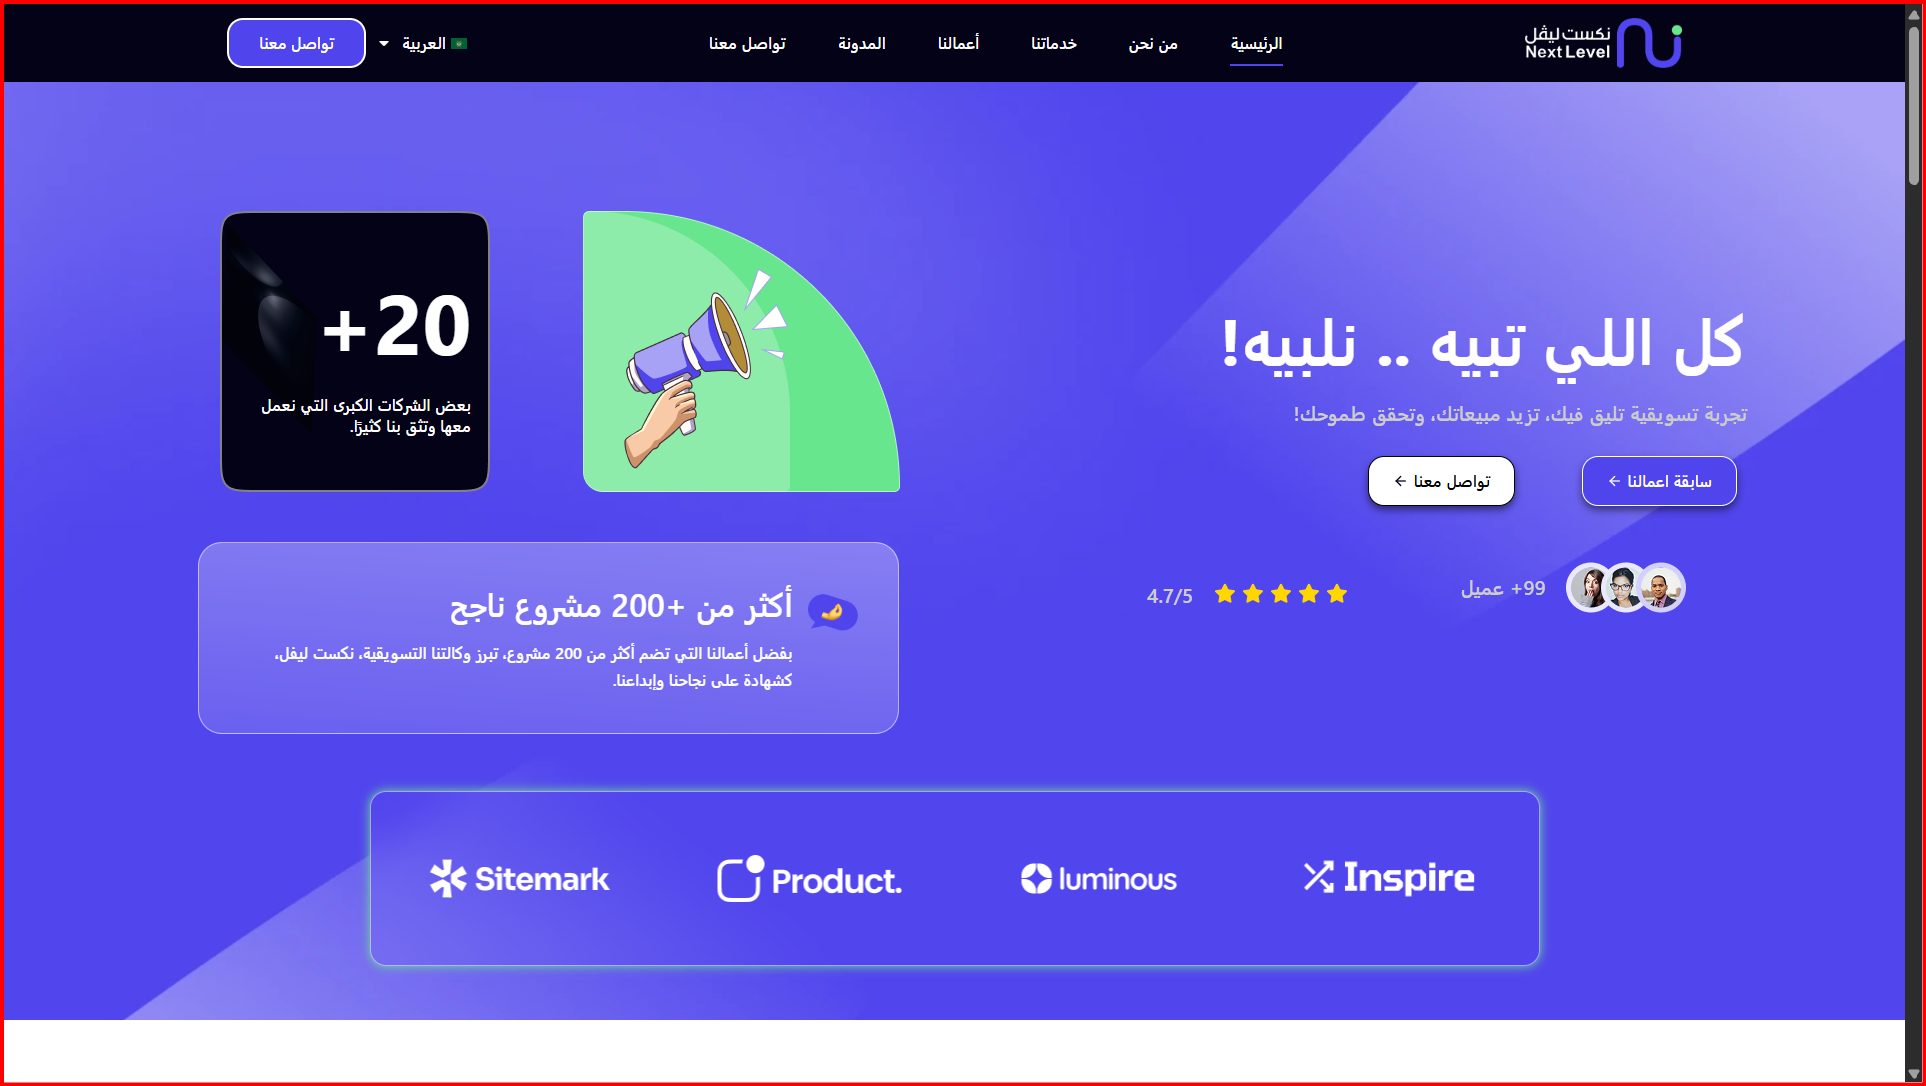 نكست ليڤل
Next Level
الرئيسية
من نحن
خدماتنا
أعمالنا
المدونة
تواصل معنا
العربية
تواصل معنا
كل اللي تبيه .. نلبيه!
تجربة تسويقية تليق فيك، تزيد مبيعاتك، وتحقق طموحك!
سابقة اعمالنا ←
تواصل معنا ←
99+ عميل
4.7/5
20+
بعض الشركات الكبرى التي نعمل
معها وتثق بنا كثيرًا.
أكثر من +200 مشروع ناجح
بفضل أعمالنا التي تضم أكثر من 200 مشروع، تبرز وكالتنا التسويقية، نكست ليفل،
كشهادة على نجاحنا وإبداعنا.
Inspire
luminous
Product.
Sitemark